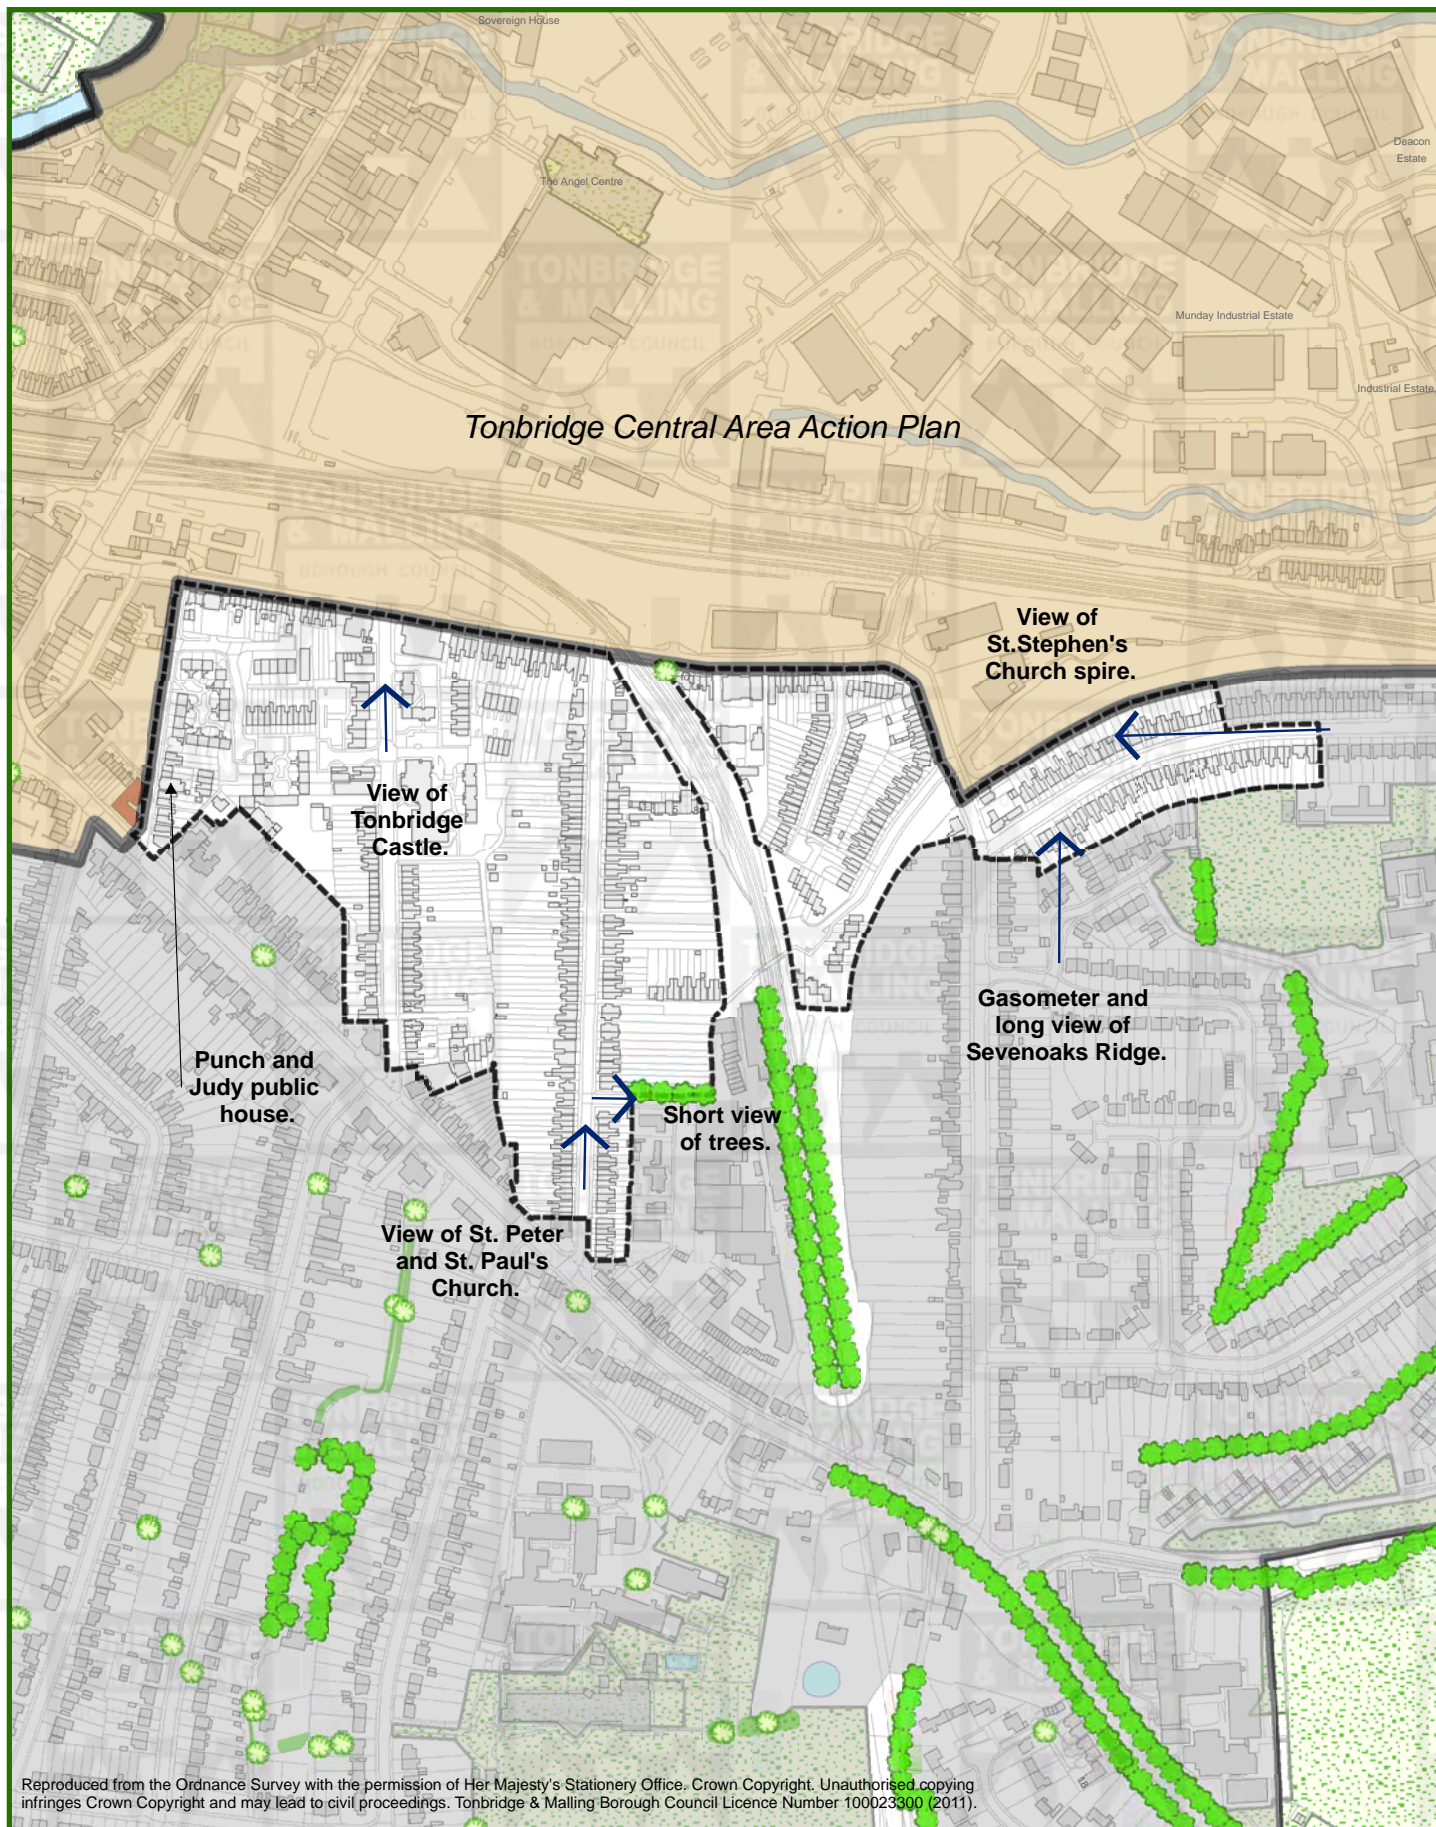 Sovereign House
Deacon
Estate
The Angel Centre
TONBRIDGE
& MALLING
BOROUGH COUNCIL
Munday Industrial Estate
Industrial Estate
Tonbridge Central Area Action Plan
View of
St.Stephen's
Church spire.
View of
Tonbridge
Castle.
Gasometer and
long view of
Sevenoaks Ridge.
Punch and
Judy public
house.
Short view
of trees.
View of St. Peter
and St. Paul's
Church.
Reproduced from the Ordnance Survey with the permission of Her Majesty's Stationery Office. Crown Copyright. Unauthorised copying
infringes Crown Copyright and may lead to civil proceedings. Tonbridge & Malling Borough Council Licence Number 100023300 (2011).